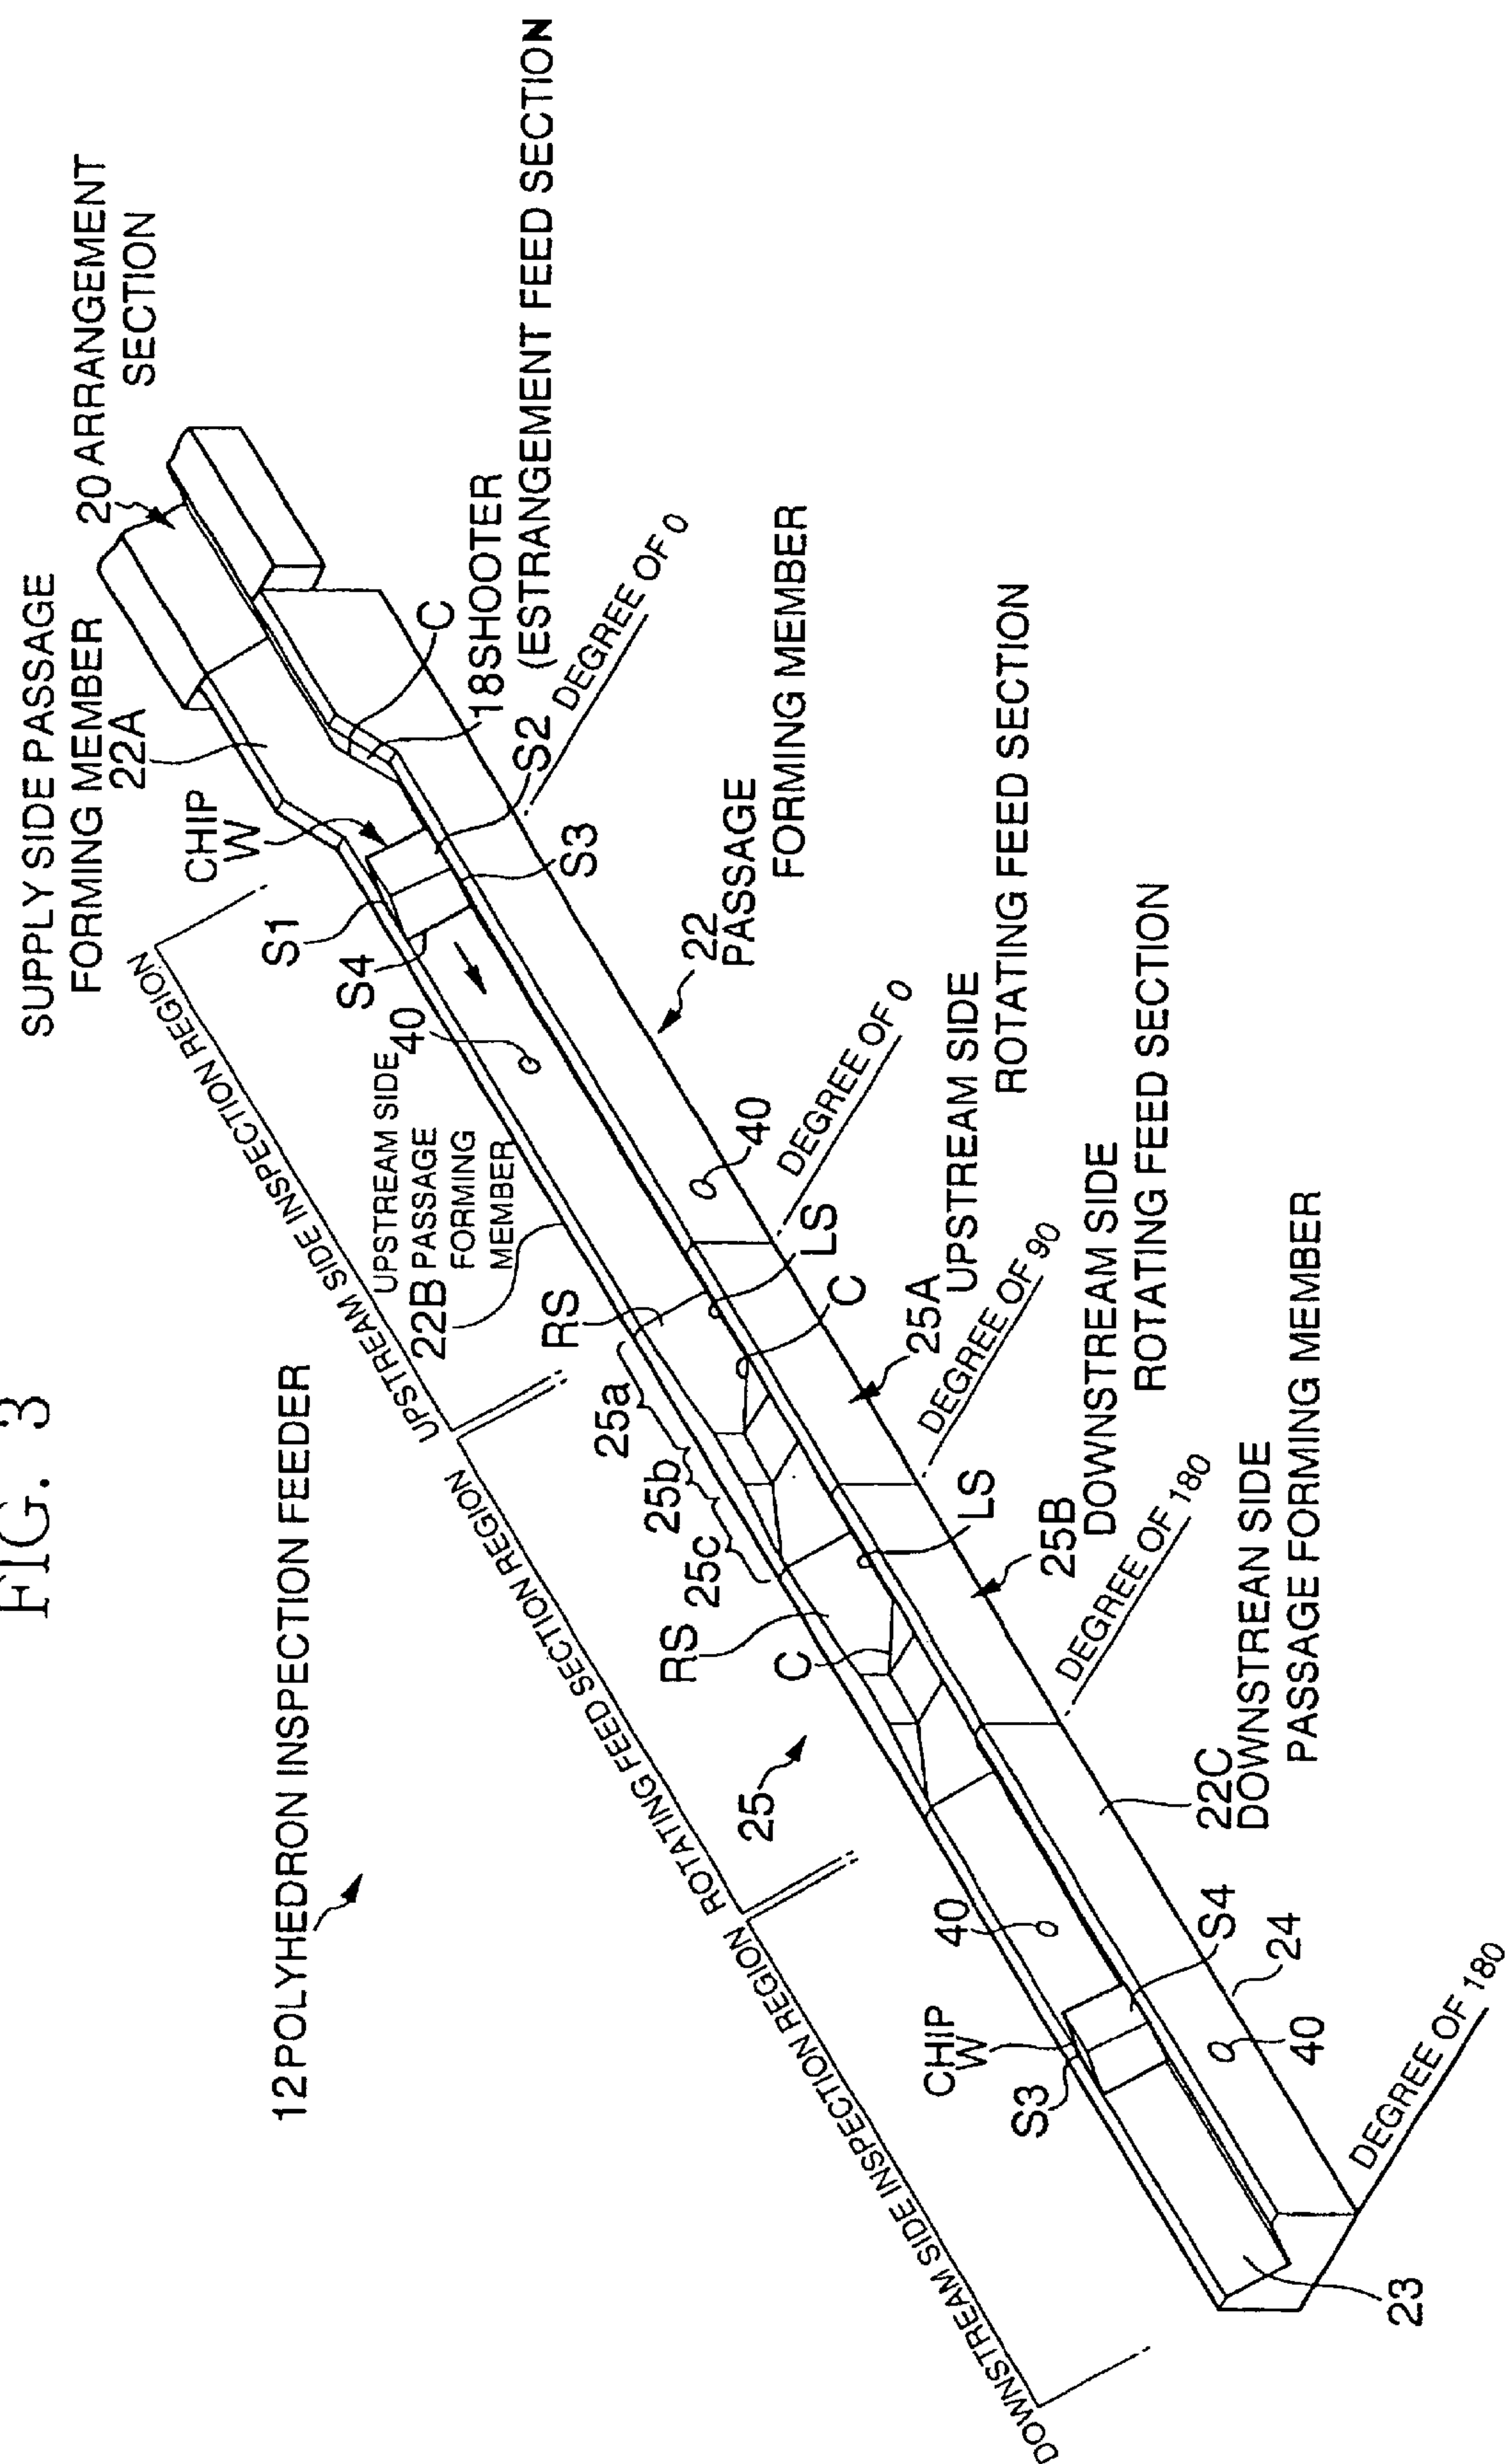 FIG. 3
12 POLYHEDRON INSPECTION FEEDER
SUPPLY SIDE PASSAGE
FORMING MEMBER
22A
20 ARRANGEMENT
SECTION
CHIP
W
C
18 SHOOTER
(ESTRANGEMENT FEED SECTION
S1
S4
S2
S3
DEGREE OF 0
UPSTREAM SIDE INSPECTION REGION
40
UPSTREAM SIDE
22B PASSAGE
FORMING
MEMBER
22
PASSAGE
FORMING MEMBER
40
DEGREE OF 0
RS
LS
C
25A
UPSTREAM SIDE
ROTATING FEED SECTION
DEGREE OF 90
25a
25b
25c
ROTATING FEED SECTION REGION
RS
C
LS
25B
DOWNSTREAM SIDE
ROTATING FEED SECTION
DEGREE OF 180
25
22C
DOWNSTREAN SIDE
PASSAGE FORMING MEMBER
DOWNSTREAM SIDE INSPECTION REGION
40
CHIP
W
S3
S4
24
40
DEGREE OF 180
23